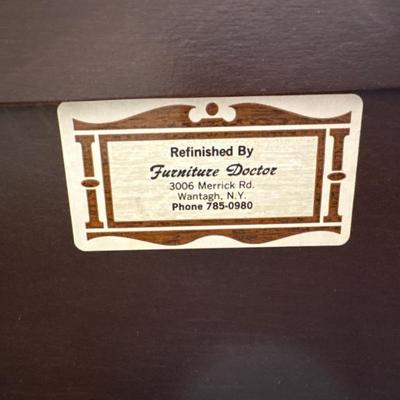 Refinished By
Furniture Doctor
3006 Merrick Rd.
Wantagh, N.Y.
Phone 785-0980